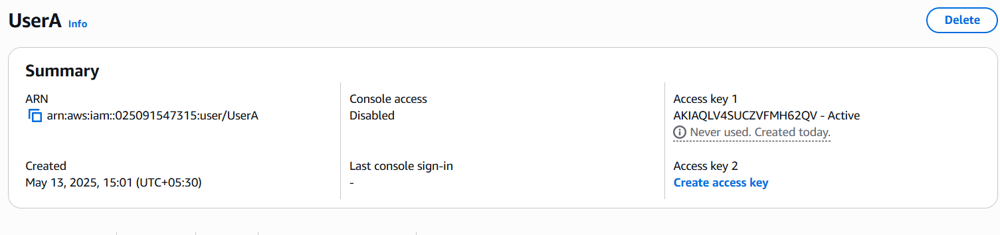 UserA Info
Delete
Summary
ARN
arn:aws:iam::025091547315:user/UserA
Console access
Disabled
Access key 1
AKIAQLV4SUCZVFMH62QV - Active
Never used. Created today.
Created
May 13, 2025, 15:01 (UTC+05:30)
Last console sign-in
-
Access key 2
Create access key